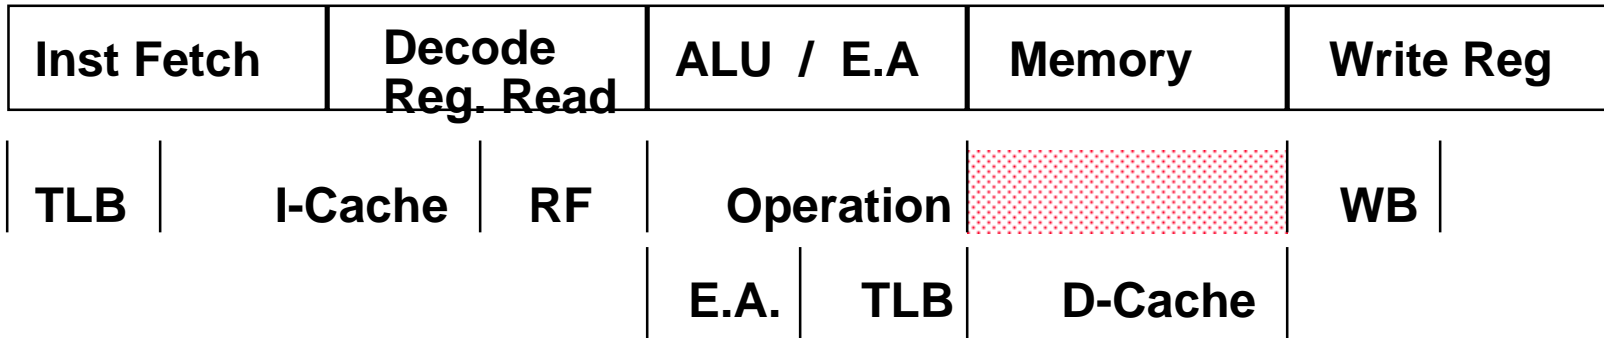 Inst Fetch
Decode
Reg. Read
ALU / E.A
Memory
Write Reg
TLB
I-Cache
RF
Operation
WB
E.A.
TLB
D-Cache